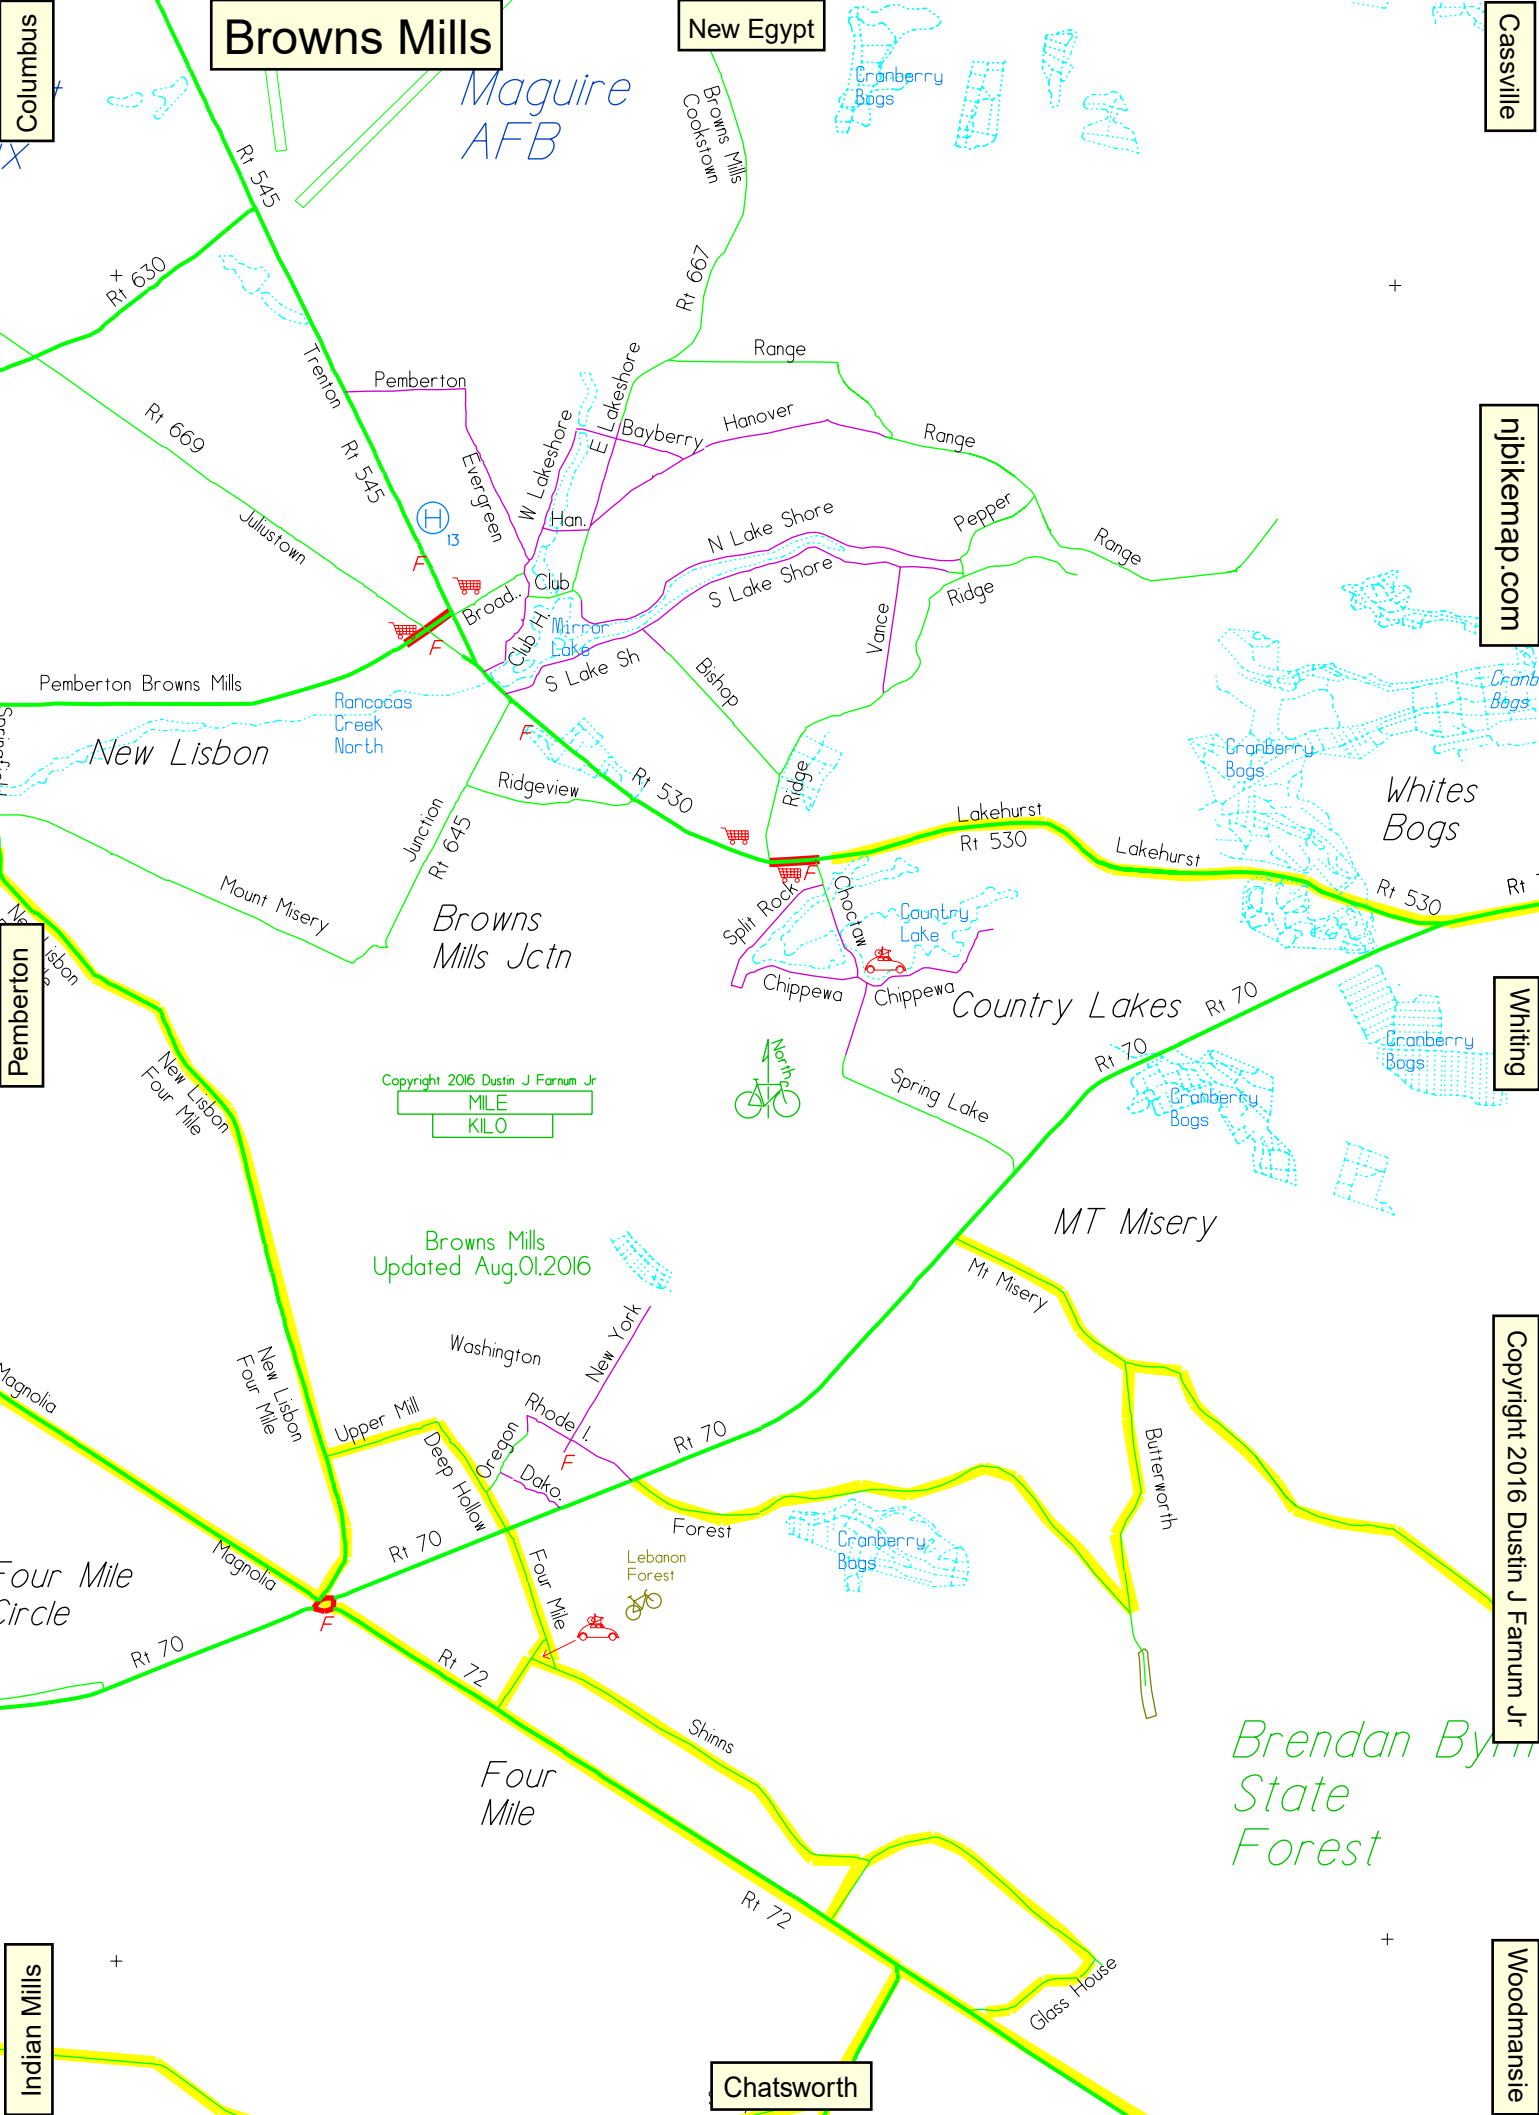 Columbus
Browns Mills
New Egypt
Cassville
Maguire
AFB
Cranberry
Bogs
Browns Mills
Cookstown
Rt 545
Rt 630
Rt 667
Trenton
Pemberton
Range
Rt 669
Rt 545
Evergreen
W Lakeshore
E Lakeshore
Bayberry
Hanover
Range
njbikemap.com
Juliustown
H
13
F
Han.
N Lake Shore
S Lake Shore
Pepper
Range
Ridge
Broad..
Club
Club H.
Mirror
Lake
F
Vance
S Lake Sh
Bishop
Pemberton Browns Mills
Rancocas
Creek
North
New Lisbon
F
Cranberry
Bogs
Whites
Bogs
Ridgeview
Rt 530
Ridge
Junction
Rt 645
Lakehurst
Rt 530
Lakehurst
Rt 530
Rt
Mount Misery
Browns
Mills Jctn
F
Split Rock
Choctaw
Country
Lake
Chippewa
Chippewa
Country Lakes
Pemberton
Rt 70
Rt 70
Whiting
Cranberry
Bogs
Cranberry
Bogs
New Lisbon
Four Mile
Copyright 2016 Dustin J Farnum Jr
MILE
KILO
North
Spring Lake
MT Misery
Browns Mills
Updated Aug.01.2016
Mt Misery
Washington
New York
New Lisbon
Four Mile
Magnolia
Upper Mill
Deep Hollow
Oregon
Rhode I.
F
Dako.
Rt 70
Forest
Butterworth
Copyright 2016 Dustin J Farnum Jr
Cranberry
Bogs
Rt 70
Magnolia
Four Mile
Circle
F
Four Mile
Lebanon
Forest
Rt 70
Rt 72
Shinns
Four
Mile
Brendan
State
Forest
Rt 72
Glass House
Indian Mills
Chatsworth
Woodmansie